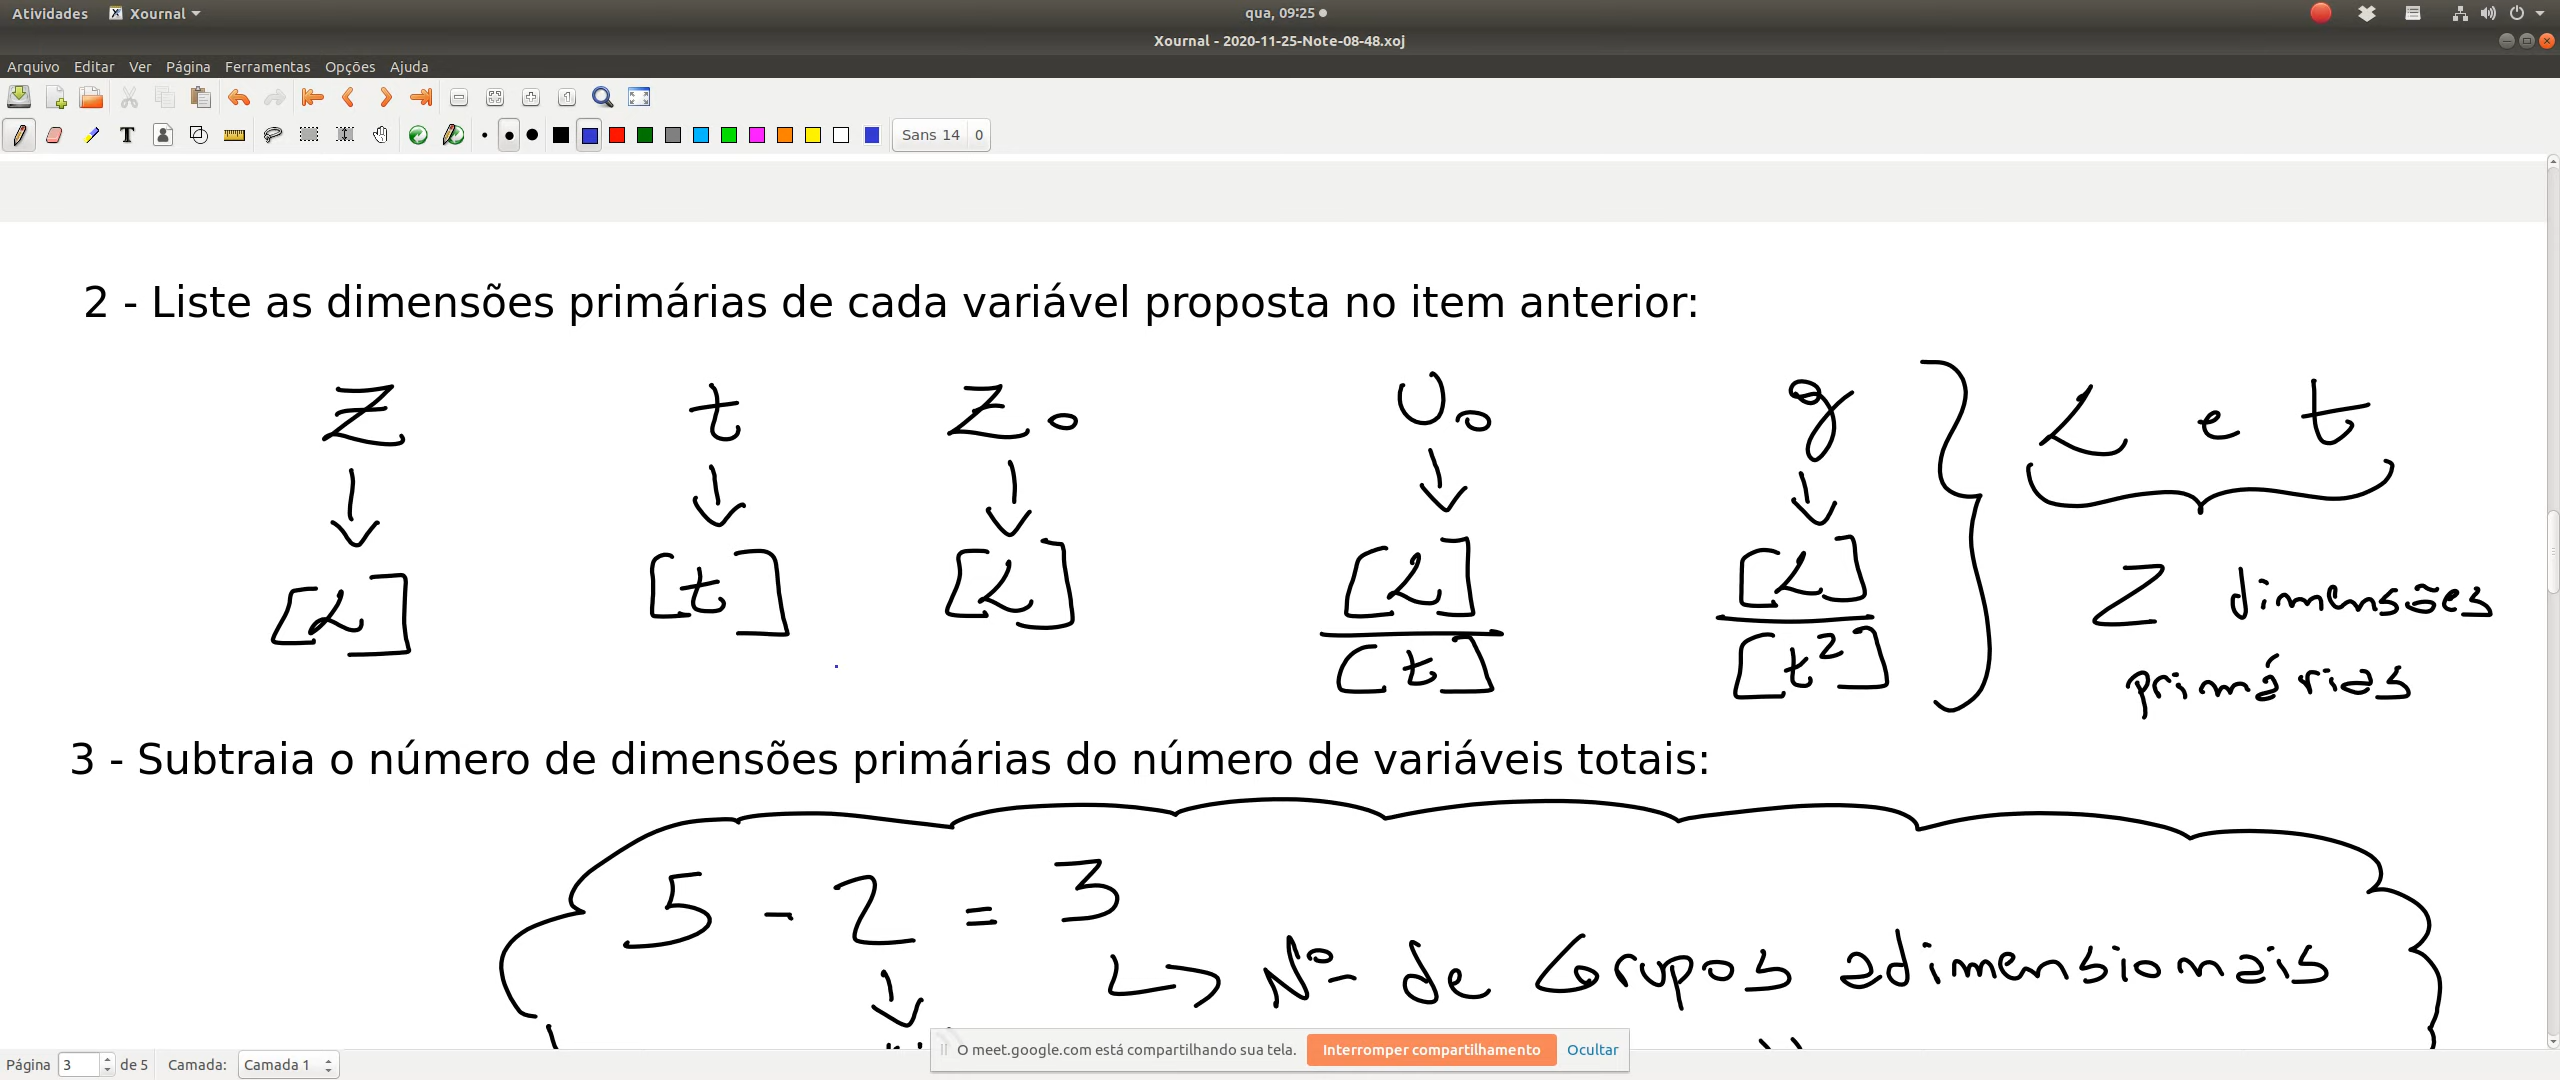 Atividades Xournal qua, 09:25
Xournal - 2020-11-25-Note-08-48.xoj
Arquivo Editar Ver Página Ferramentas Opções Ajuda
T Sans 14 0
2 - Liste as dimensões primárias de cada variável proposta no item anterior:
Z t Z0 U0 g L e t
[L] [t] [L] [L]/[t] [L]/[t²] 2 dimensões
primárias
3 - Subtraia o número de dimensões primárias do número de variáveis totais:
5 - 2 = 3
Nº de Grupos adimensionais
O meet.google.com está compartilhando sua tela. Interromper compartilhamento Ocultar
Página 3 de 5 Camada: Camada 1